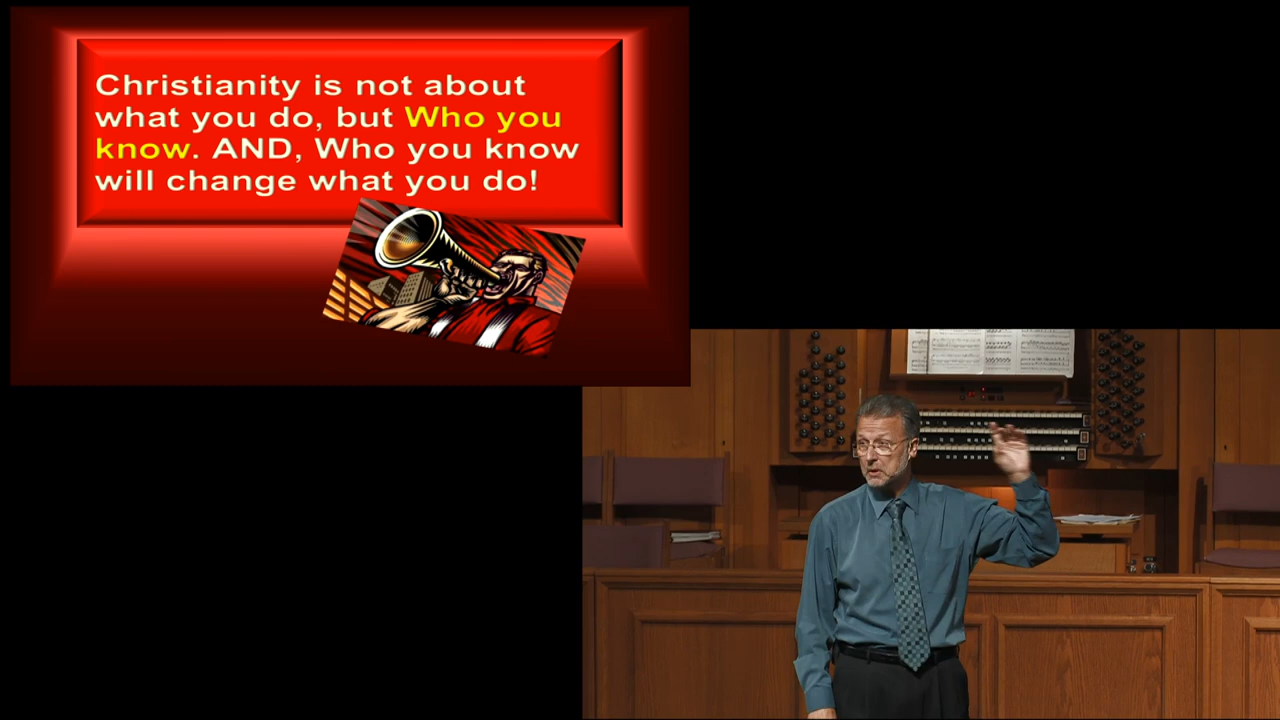 Christianity is not about
what you do, but Who you
know. AND, Who you know
will change what you do!